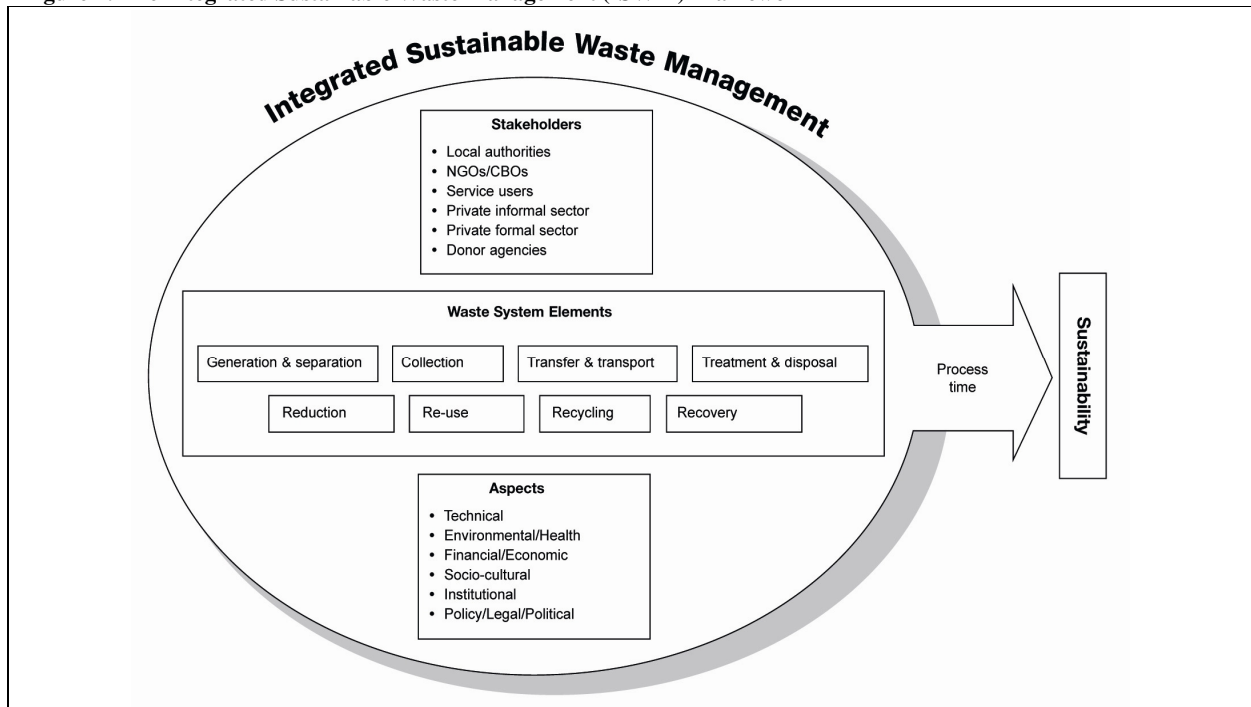 Integrated Sustainable Waste Management
Stakeholders
• Local authorities
• NGOs/CBOs
• Service users
• Private informal sector
• Private formal sector
• Donor agencies
Waste System Elements
Generation & separation
Collection
Transfer & transport
Treatment & disposal
Reduction
Re-use
Recycling
Recovery
Aspects
• Technical
• Environmental/Health
• Financial/Economic
• Socio-cultural
• Institutional
• Policy/Legal/Political
Process
time
Sustainability